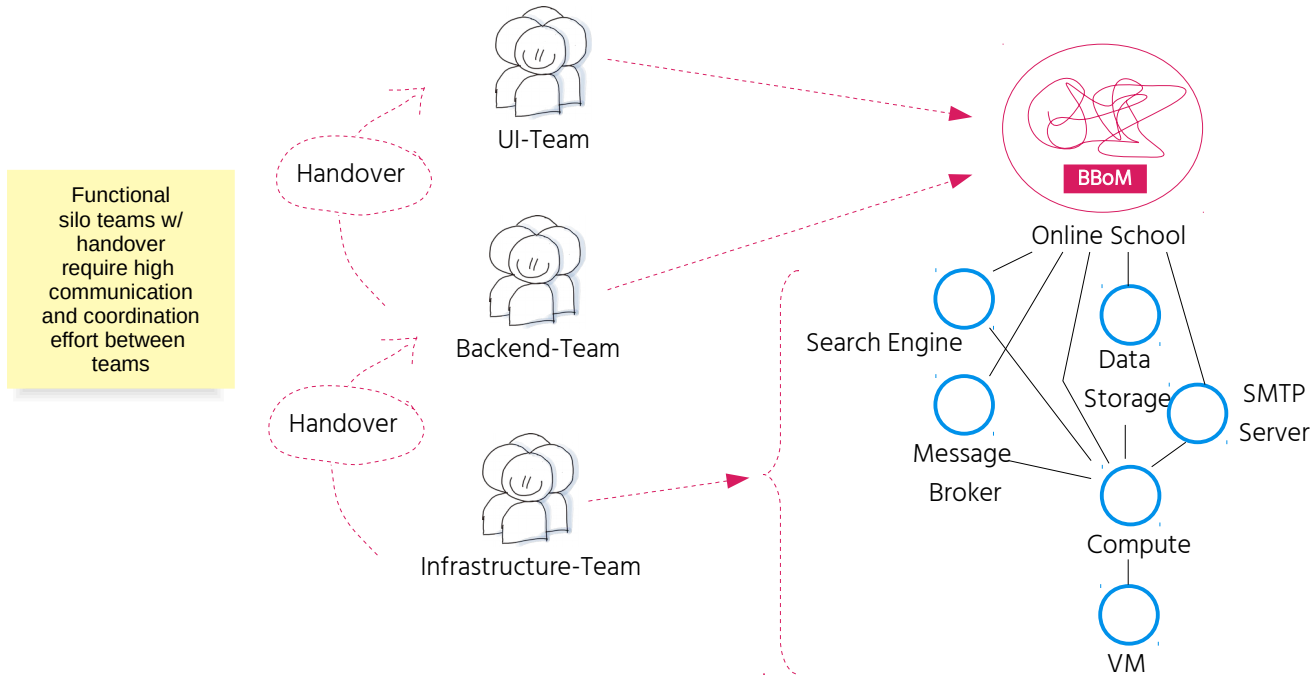 Functional
silo teams w/
handover
require high
communication
and coordination
effort between
teams
Handover
Handover
UI-Team
Backend-Team
Infrastructure-Team
BBoM
Online School
Search Engine
Data
Storage
SMTP
Server
Message
Broker
Compute
VM